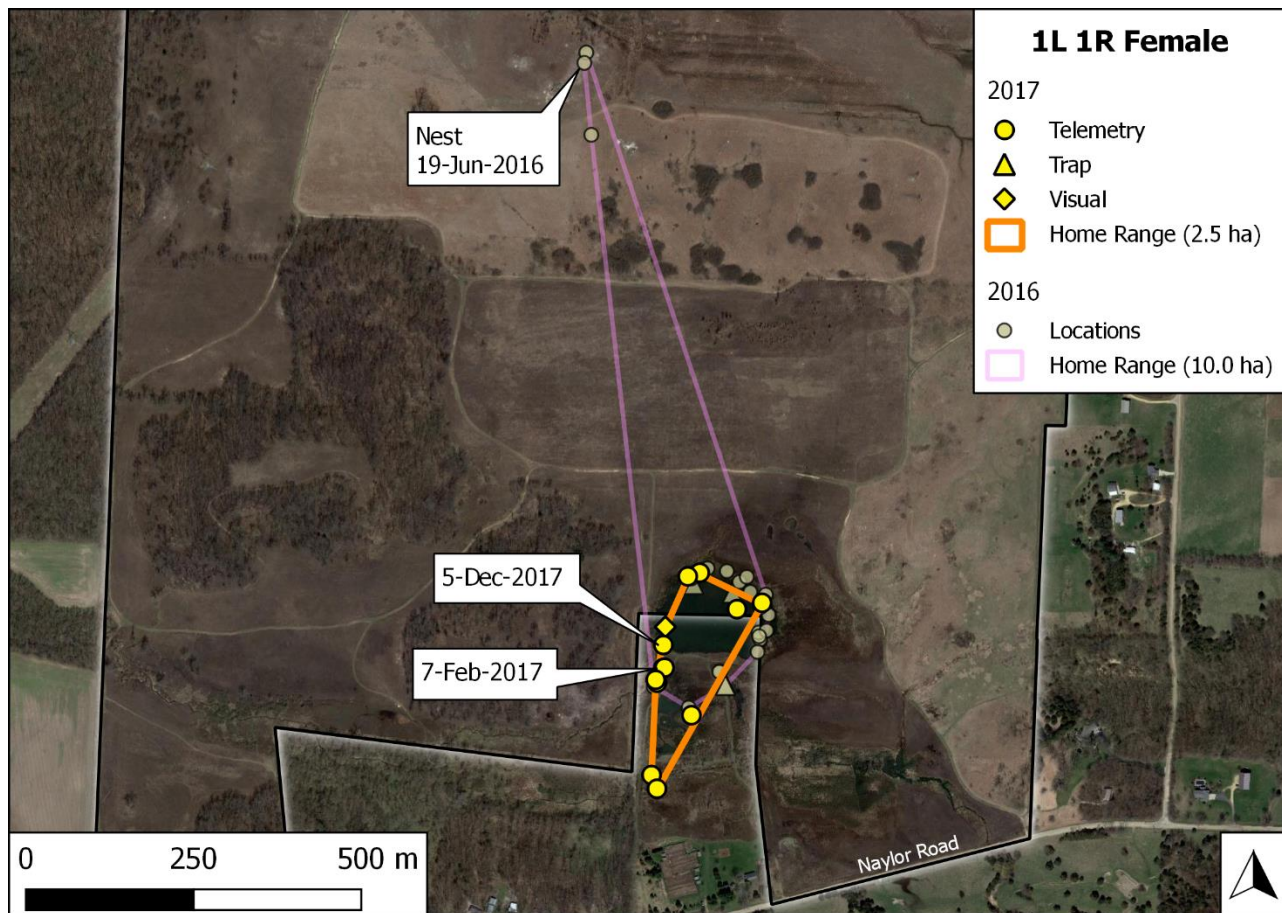 1L 1R Female
2017
Telemetry
Trap
Visual
Home Range (2.5 ha)
2016
Locations
Home Range (10.0 ha)
Nest
19-Jun-2016
5-Dec-2017
7-Feb-2017
Naylor Road
0 250 500 m